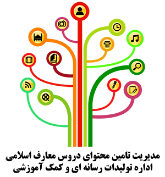 مدیریت تامین محتوای دروس معارف اسلامی
اداره تولیدات رسانه ای و کمک آموزشی